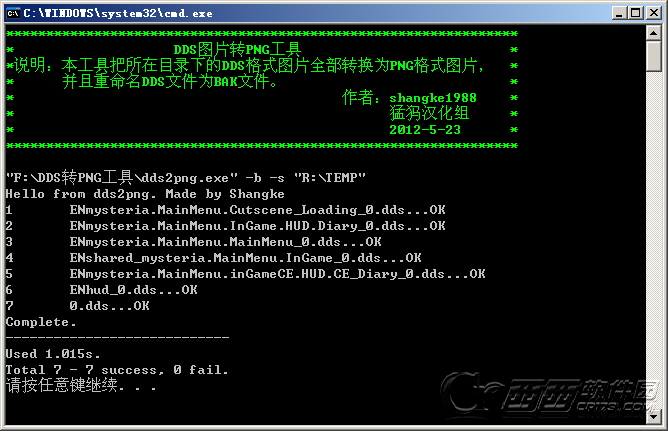 C:\WINDOWS\system32\cmd.exe
****************************************************************
* DDS图片转PNG工具 *
*说明：本工具把所在目录下的DDS格式图片全部转换为PNG格式图片， *
* 并且重命名DDS文件为BAK文件。 *
* 作者：shangke1988 *
* 猛犸汉化组 *
* 2012-5-23 *
****************************************************************
"F:\DDS转PNG工具\dds2png.exe" -b -s "R:\TEMP"
Hello from dds2png. Made by Shangke
1 ENmysteria.MainMenu.Cutscene_Loading_0.dds...OK
2 ENmysteria.MainMenu.InGame.HUD.Diary_0.dds...OK
3 ENmysteria.MainMenu.MainMenu_0.dds...OK
4 ENshared_mysteria.MainMenu.InGame_0.dds...OK
5 ENmysteria.MainMenu.inGameCE.HUD.CE_Diary_0.dds...OK
6 ENhud_0.dds...OK
7 0.dds...OK
Complete.
----------------------------
Used 1.015s.
Total 7 - 7 success, 0 fail.
请按任意键继续. . .
西西软件园
CR173.COM